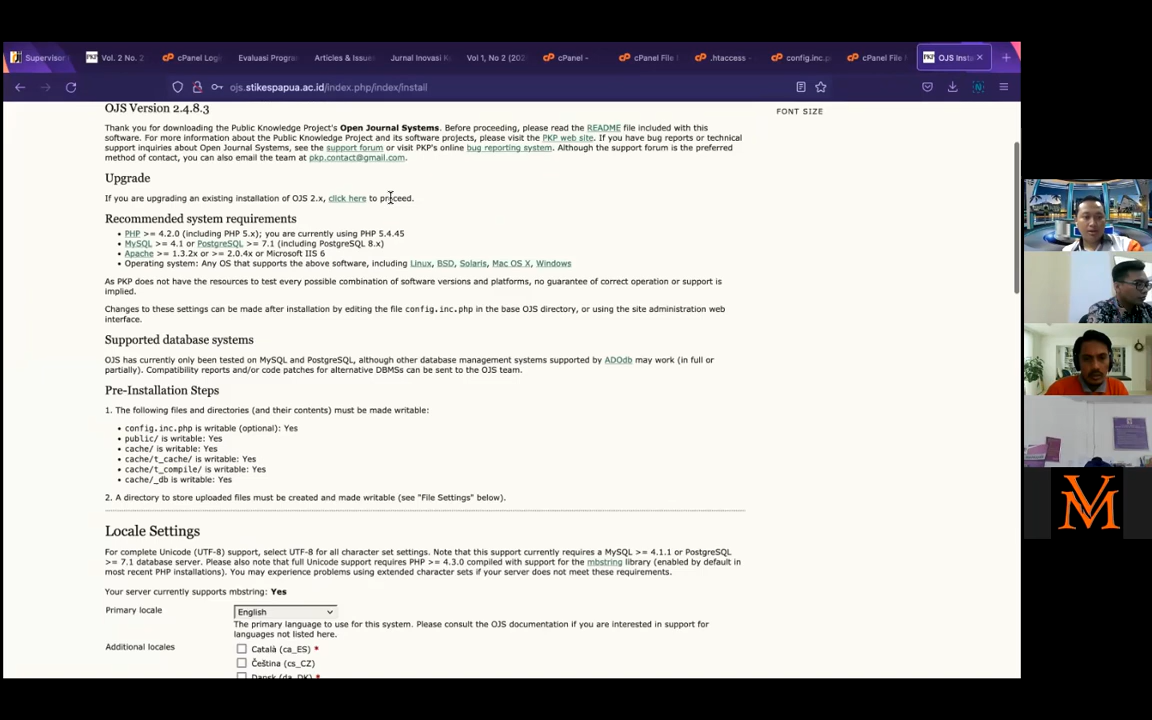 Supervisor
Vol. 2 No. 2
cPanel Log
Evaluasi Progra
Articles & Issue
Jurnal Inovasi K
Vol 1, No 2 (202
cPanel -
cPanel File
.htaccess
config.inc.p
cPanel File
OJS Insta
ojs.stikespapua.ac.id/index.php/index/install
OJS Version 2.4.8.3
FONT SIZE
Thank you for downloading the Public Knowledge Project's Open Journal Systems. Before proceeding, please read the README file included with this
software. For more information about the Public Knowledge Project and its software projects, please visit the PKP web site. If you have bug reports or technical
support inquiries about Open Journal Systems, see the support forum or visit PKP's online bug reporting system. Although the support forum is the preferred
method of contact, you can also email the team at pkp.contact@gmail.com.
Upgrade
If you are upgrading an existing installation of OJS 2.x, click here to proceed.
Recommended system requirements
• PHP >= 4.2.0 (including PHP 5.x); you are currently using PHP 5.4.45
• MySQL >= 4.1 or PostgreSQL >= 7.1 (including PostgreSQL 8.x)
• Apache >= 1.3.2x or >= 2.0.4x or Microsoft IIS 6
• Operating system: Any OS that supports the above software, including Linux, BSD, Solaris, Mac OS X, Windows
As PKP does not have the resources to test every possible combination of software versions and platforms, no guarantee of correct operation or support is
implied.
Changes to these settings can be made after installation by editing the file config.inc.php in the base OJS directory, or using the site administration web
interface.
Supported database systems
OJS has currently only been tested on MySQL and PostgreSQL, although other database management systems supported by ADOdb may work (in full or
partially). Compatibility reports and/or code patches for alternative DBMSs can be sent to the OJS team.
Pre-Installation Steps
1. The following files and directories (and their contents) must be made writable:
• config.inc.php is writable (optional): Yes
• public/ is writable: Yes
• cache/ is writable: Yes
• cache/t_cache/ is writable: Yes
• cache/t_compile/ is writable: Yes
• cache/_db is writable: Yes
2. A directory to store uploaded files must be created and made writable (see "File Settings" below).
Locale Settings
For complete Unicode (UTF-8) support, select UTF-8 for all character set settings. Note that this support currently requires a MySQL >= 4.1.1 or PostgreSQL
>= 7.1 database server. Please also note that full Unicode support requires PHP >= 4.3.0 compiled with support for the mbstring library (enabled by default in
most recent PHP installations). You may experience problems using extended character sets if your server does not meet these requirements.
Your server currently supports mbstring: Yes
Primary locale
English
The primary language to use for this system. Please consult the OJS documentation if you are interested in support for
languages not listed here.
Additional locales
Català (ca_ES) *
Čeština (cs_CZ)
Dansk (da_DK) *